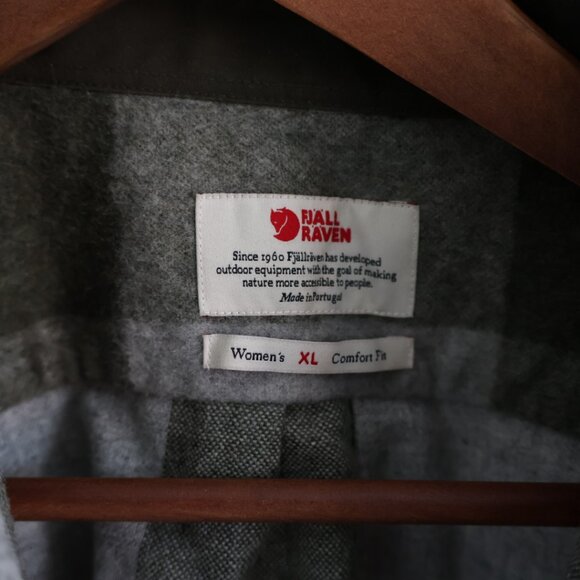 FJÄLL
RÄVEN
Since 1960 Fjällräven has developed
outdoor equipment with the goal of making
nature more accessible to people.
Made in Portugal
Women's XL Comfort Fit